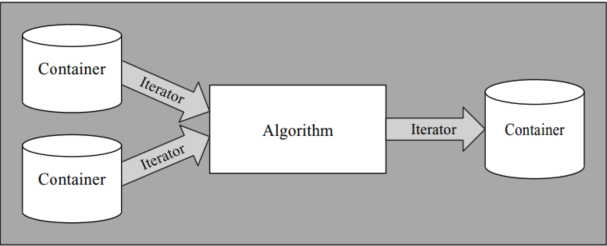 Container
Iterator
Algorithm
Iterator
Container
Iterator
Container